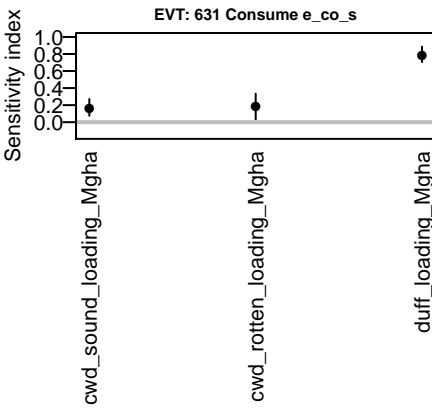 EVT: 631 Consume e_co_s
Sensitivity index
1.0
0.8
0.6
0.4
0.2
0.0
cwd_sound_loading_Mgha
cwd_rotten_loading_Mgha
duff_loading_Mgha